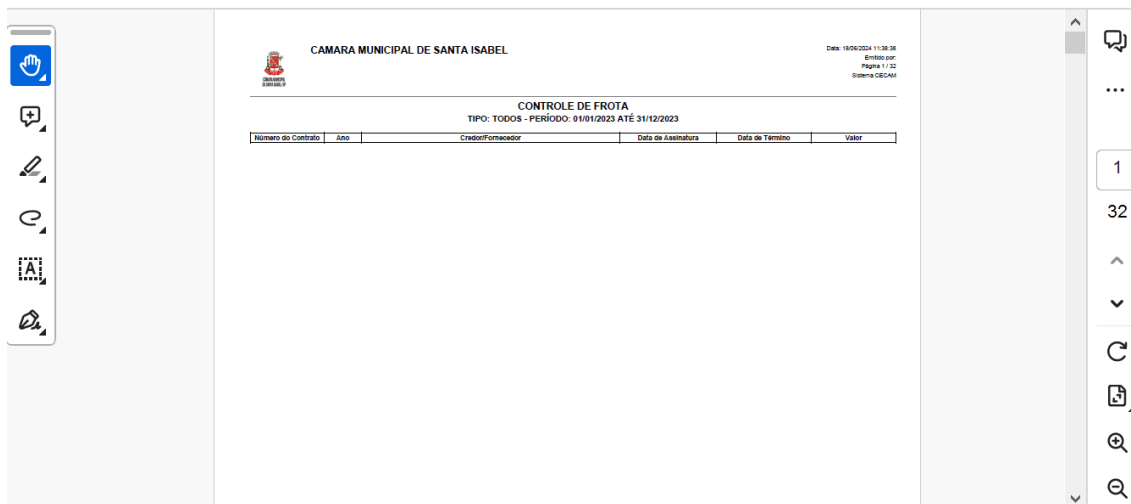 CAMARA MUNICIPAL DE SANTA ISABEL
Data: 18/06/2024 11:38:38
Emitido por:
Página 1 / 32
Sistema CECAM
CONTROLE DE FROTA
TIPO: TODOS - PERÍODO: 01/01/2023 ATÉ 31/12/2023
Número do Contrato Ano Credor/Fornecedor Data de Assinatura Data de Término Valor
1
32